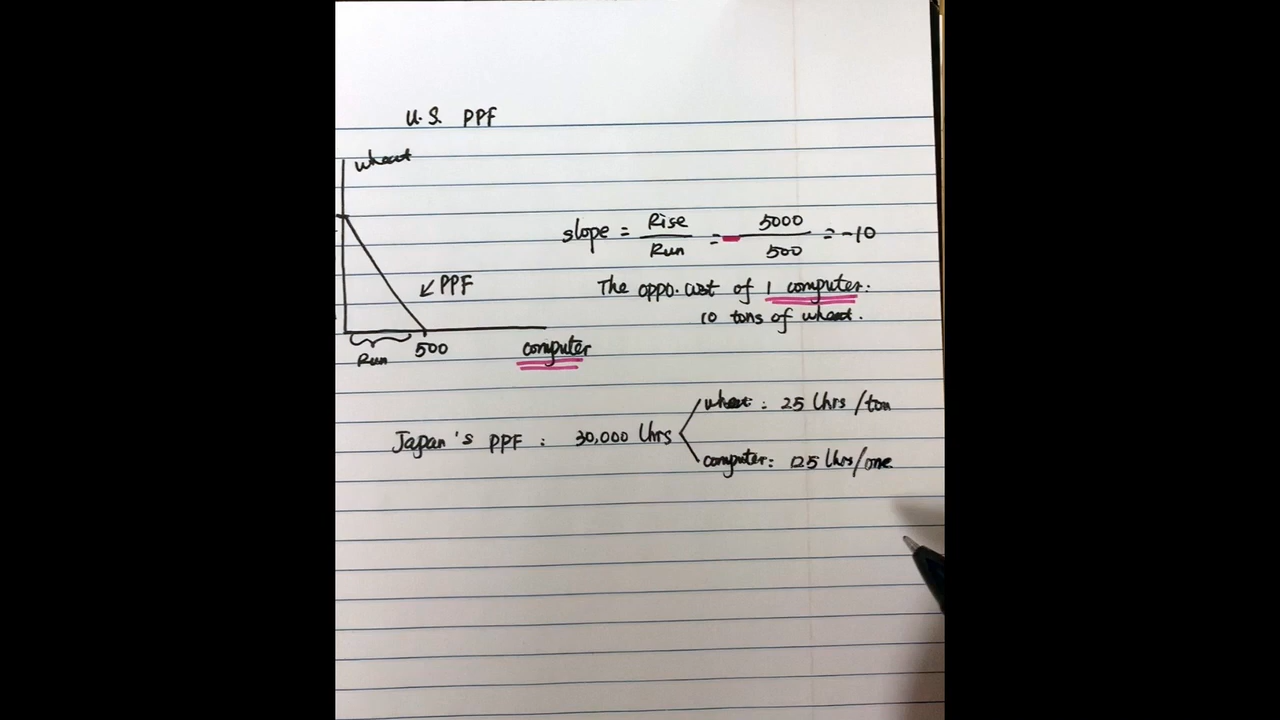 U.S. PPF
wheat
slope = Rise / Run = - 5000 / 500 = -10
↙ PPF
The oppo. cost of 1 computer:
10 tons of wheat.
Run
500
computer
Japan's PPF : 30,000 lhrs
wheat : 25 lhrs/ton
computer: 125 lhrs/one.